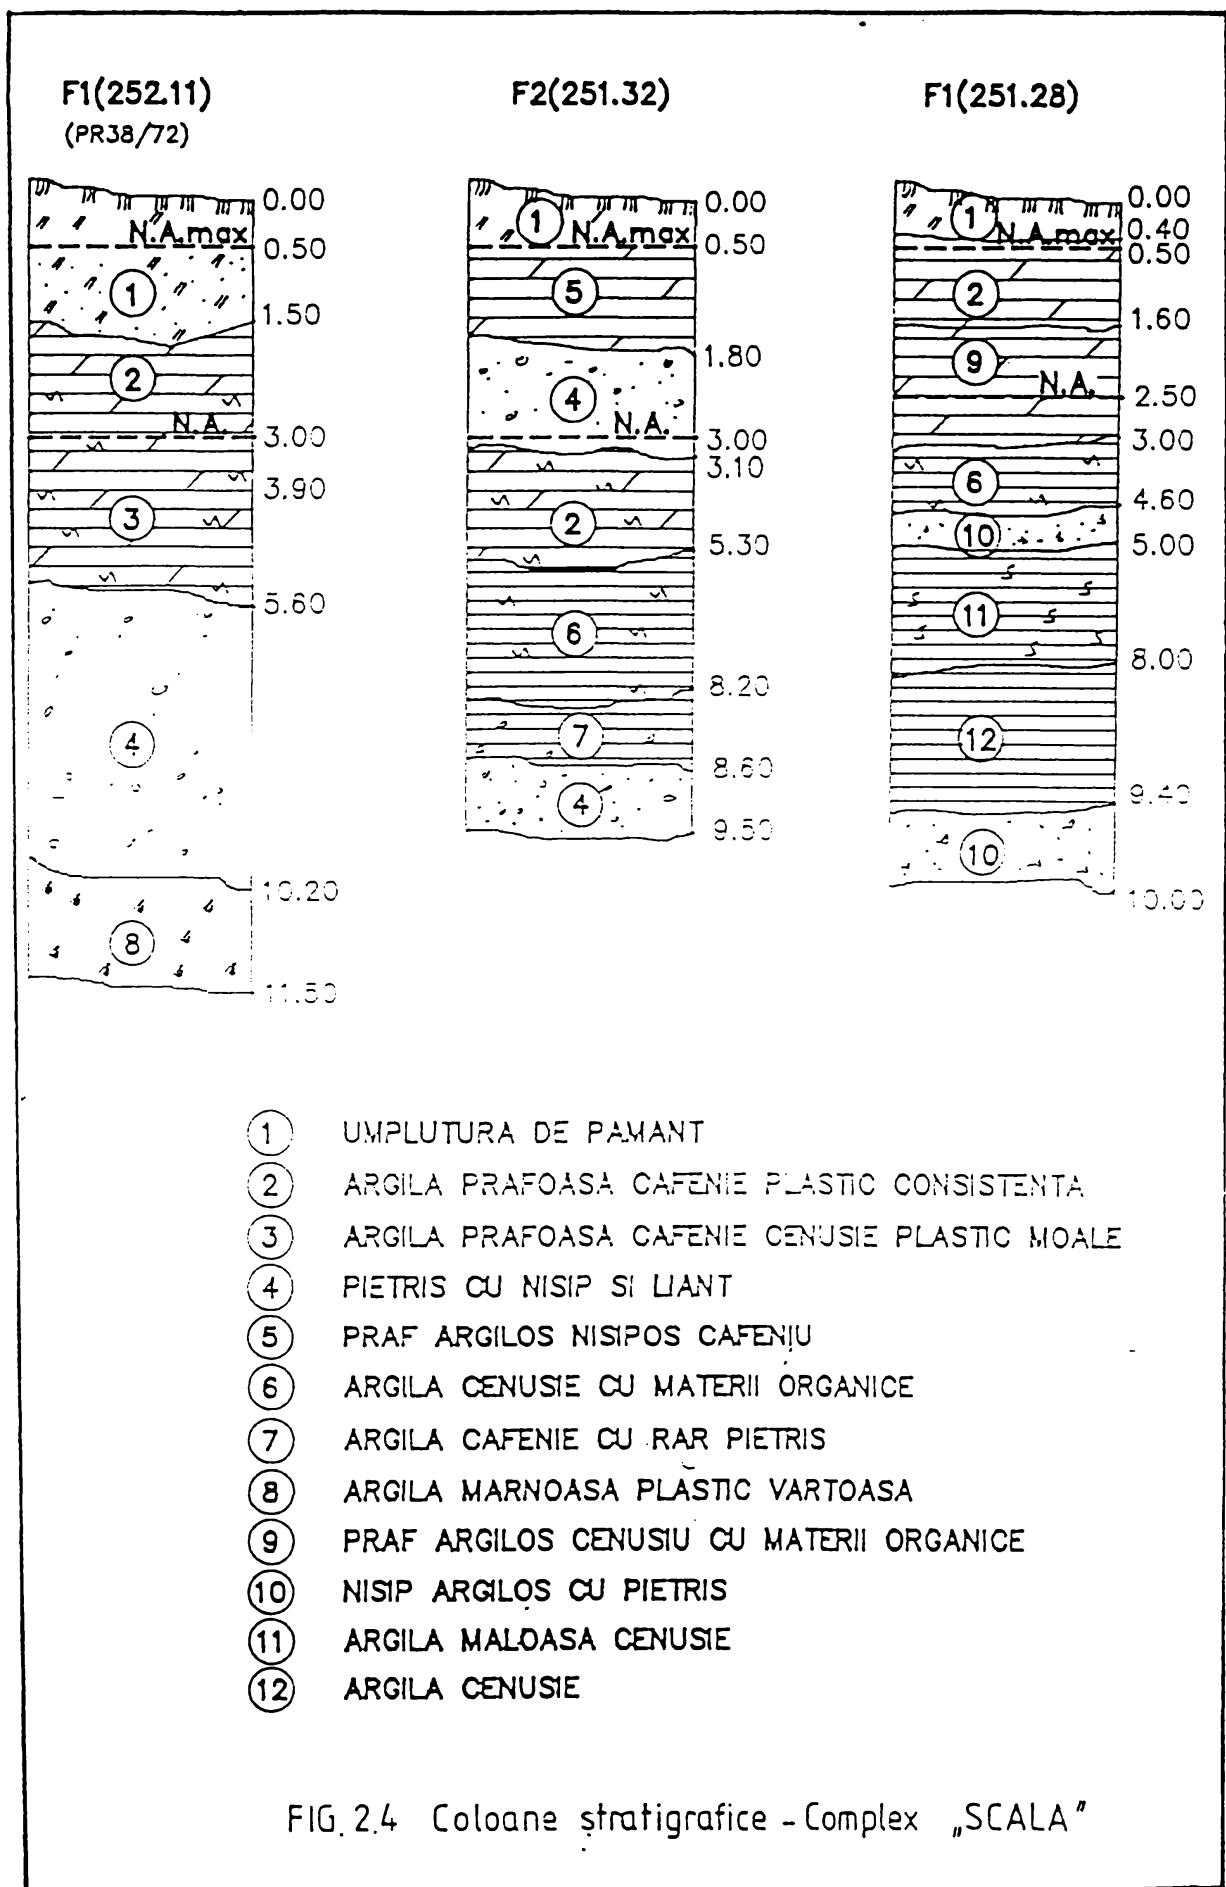 F1(252.11) F2(251.32) F1(251.28)
(PR38/72)
0.00
N.A.max
0.50
1
1.50
2
N.A.
3.00
3.90
3
5.60
4
10.20
8
11.50
0.00
1 N.A.max
0.50
5
1.80
4
N.A.
3.00
3.10
2
5.30
6
8.20
7
8.60
4
9.50
0.00
1
N.A.max 0.40
0.50
2
1.60
9
N.A.
2.50
3.00
6
4.60
10
5.00
11
8.00
12
9.40
10
10.00
1 UMPLUTURA DE PAMANT
2 ARGILA PRAFOASA CAFENIE PLASTIC CONSISTENTA
3 ARGILA PRAFOASA CAFENIE CENUSIE PLASTIC MOALE
4 PIETRIS CU NISIP SI LIANT
5 PRAF ARGILOS NISIPOS CAFENIU
6 ARGILA CENUSIE CU MATERII ORGANICE
7 ARGILA CAFENIE CU RAR PIETRIS
8 ARGILA MARNOASA PLASTIC VARTOASA
9 PRAF ARGILOS CENUSIU CU MATERII ORGANICE
10 NISIP ARGILOS CU PIETRIS
11 ARGILA MALOASA CENUSIE
12 ARGILA CENUSIE
FIG. 2.4 Coloane stratigrafice - Complex „SCALA"